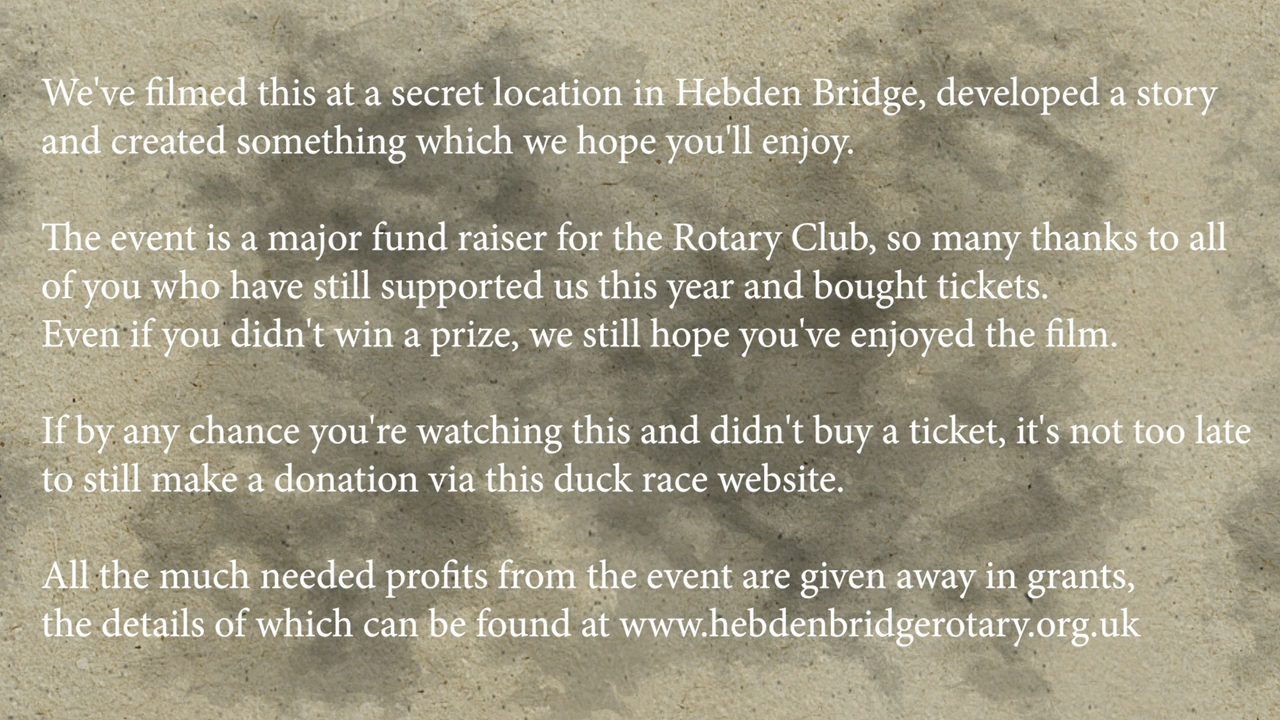 We've filmed this at a secret location in Hebden Bridge, developed a story
and created something which we hope you'll enjoy.
The event is a major fund raiser for the Rotary Club, so many thanks to all
of you who have still supported us this year and bought tickets.
Even if you didn't win a prize, we still hope you've enjoyed the film.
If by any chance you're watching this and didn't buy a ticket, it's not too late
to still make a donation via this duck race website.
All the much needed profits from the event are given away in grants,
the details of which can be found at www.hebdenbridgerotary.org.uk